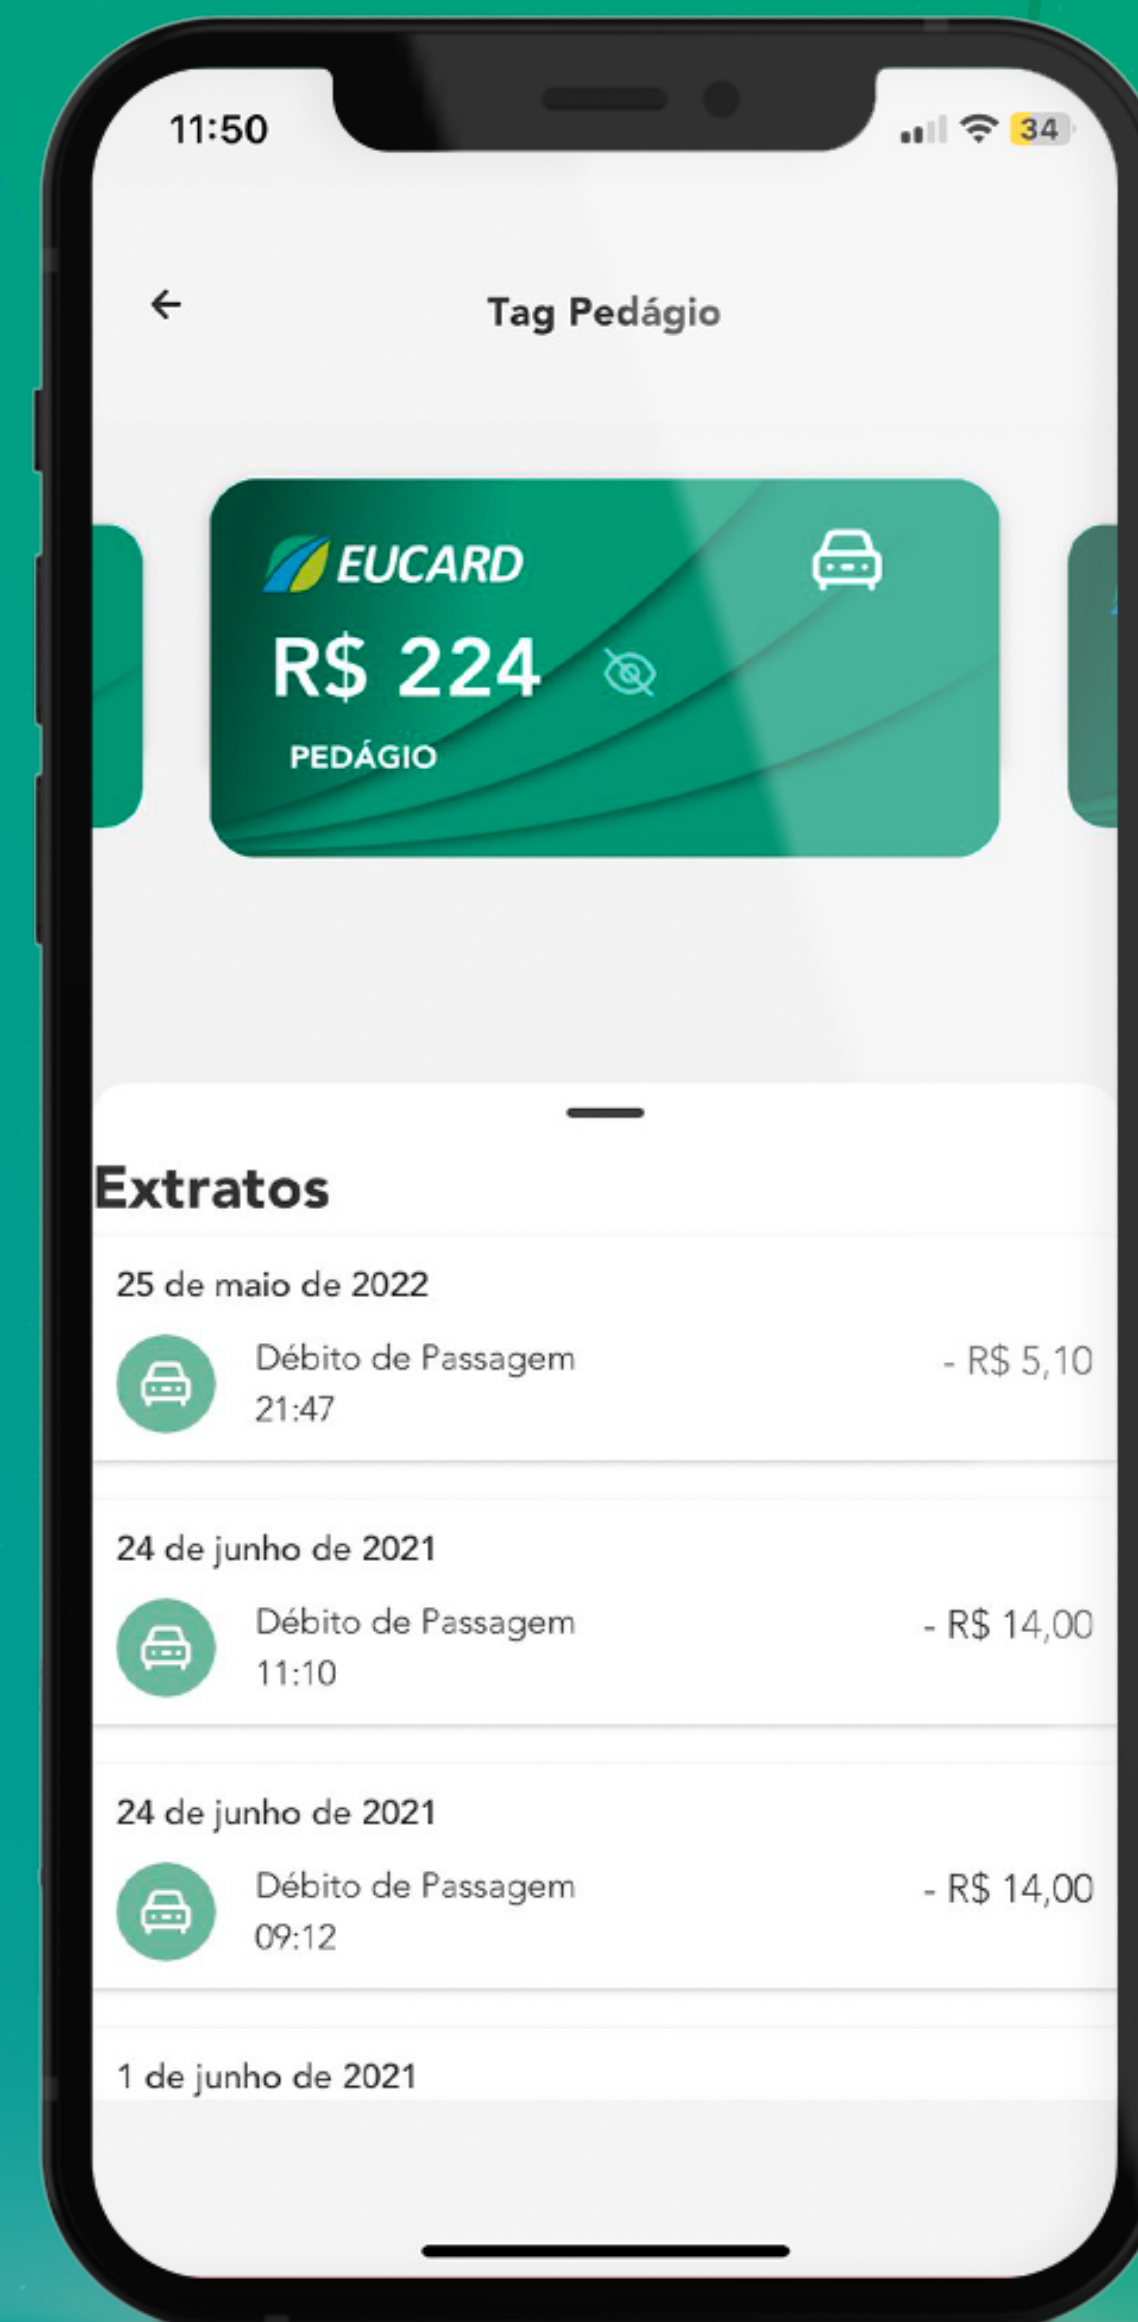 11:50
34
Tag Pedágio
EUCARD
R$ 224
PEDÁGIO
Extratos
25 de maio de 2022
Débito de Passagem
- R$ 5,10
21:47
24 de junho de 2021
Débito de Passagem
- R$ 14,00
11:10
24 de junho de 2021
Débito de Passagem
- R$ 14,00
09:12
1 de junho de 2021